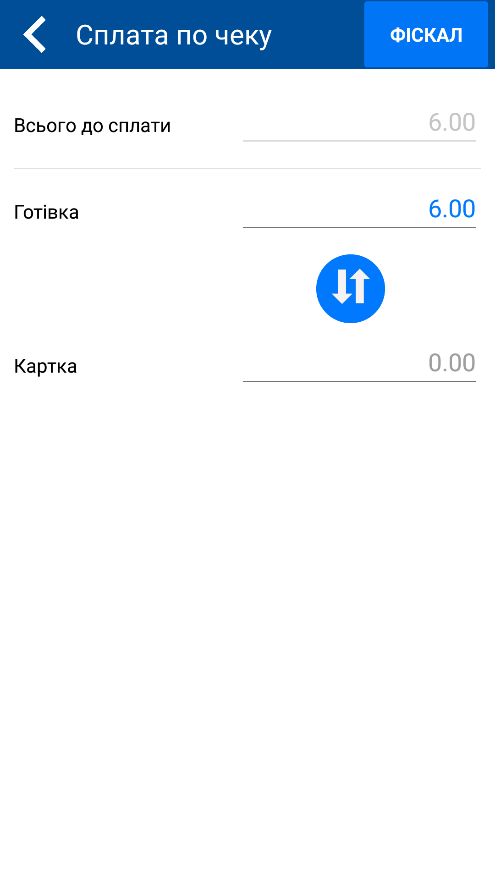 Сплата по чеку
ФІСКАЛ
Всього до сплати 6.00
Готівка 6.00
Картка 0.00